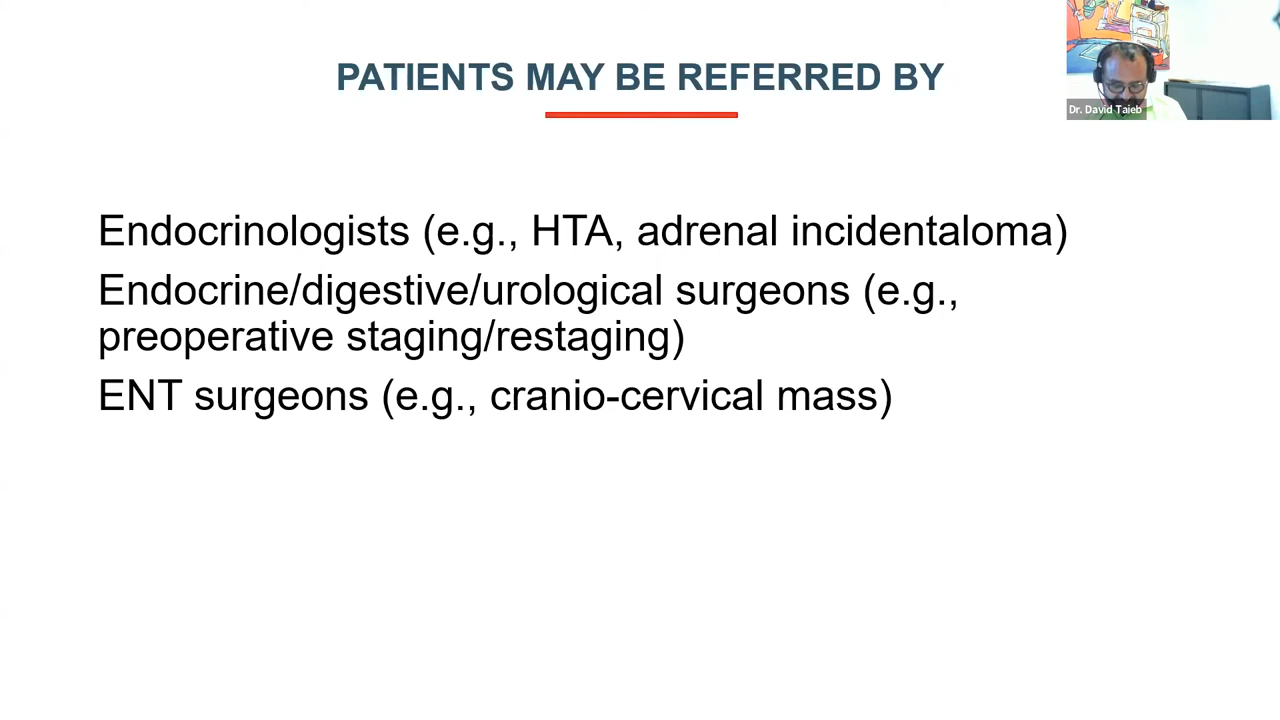 PATIENTS MAY BE REFERRED BY
Dr. David Taieb
Endocrinologists (e.g., HTA, adrenal incidentaloma)
Endocrine/digestive/urological surgeons (e.g.,
preoperative staging/restaging)
ENT surgeons (e.g., cranio-cervical mass)